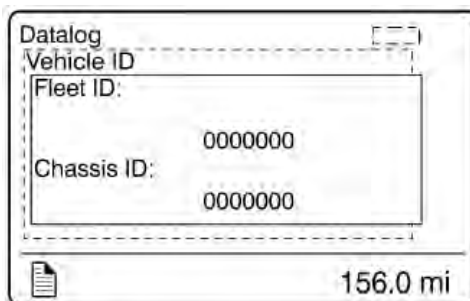 Datalog
Vehicle ID
Fleet ID:
0000000
Chassis ID:
0000000
156.0 mi